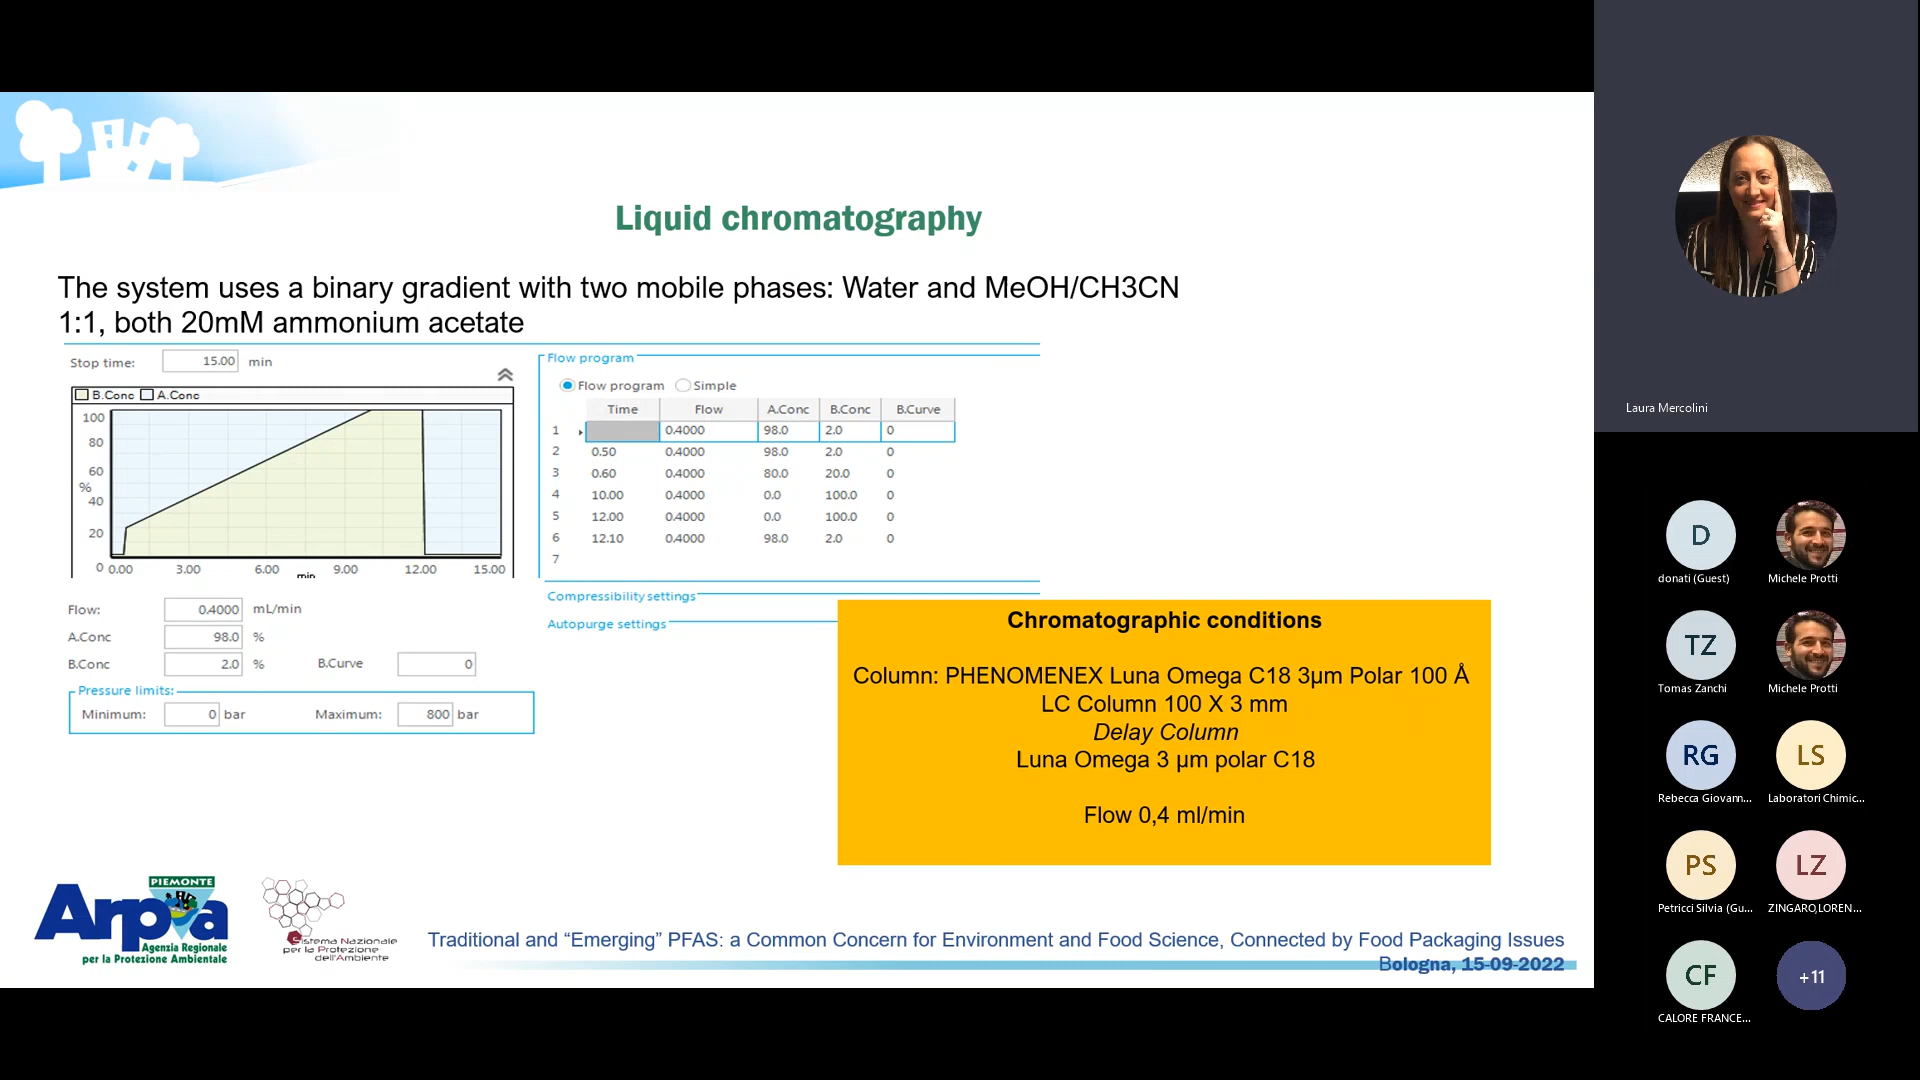 Liquid chromatography
The system uses a binary gradient with two mobile phases: Water and MeOH/CH3CN
1:1, both 20mM ammonium acetate
Stop time: 15.00 min
B.Conc A.Conc
100
80
60
%
40
20
0 0.00 3.00 6.00 9.00 12.00 15.00
min
Flow: 0.4000 mL/min
A.Conc 98.0 %
B.Conc 2.0 % B.Curve 0
Pressure limits:
Minimum: 0 bar Maximum: 800 bar
Flow program
Flow program Simple
Time Flow A.Conc B.Conc B.Curve
1 0.4000 98.0 2.0 0
2 0.50 0.4000 98.0 2.0 0
3 0.60 0.4000 80.0 20.0 0
4 10.00 0.4000 0.0 100.0 0
5 12.00 0.4000 0.0 100.0 0
6 12.10 0.4000 98.0 2.0 0
7
Compressibility settings
Autopurge settings
Chromatographic conditions
Column: PHENOMENEX Luna Omega C18 3µm Polar 100 Å
LC Column 100 X 3 mm
Delay Column
Luna Omega 3 µm polar C18
Flow 0,4 ml/min
PIEMONTE
Arpa
Agenzia Regionale
per la Protezione Ambientale
Sistema Nazionale
per la Protezione
dell'Ambiente
Traditional and “Emerging” PFAS: a Common Concern for Environment and Food Science, Connected by Food Packaging Issues
Bologna, 15-09-2022
Laura Mercolini
D
donati (Guest)
Michele Protti
TZ
Tomas Zanchi
Michele Protti
RG
Rebecca Giovann...
LS
Laboratori Chimic...
PS
Petricci Silvia (Gu...
LZ
ZINGARO,LOREN...
CF
CALORE FRANCE...
+11